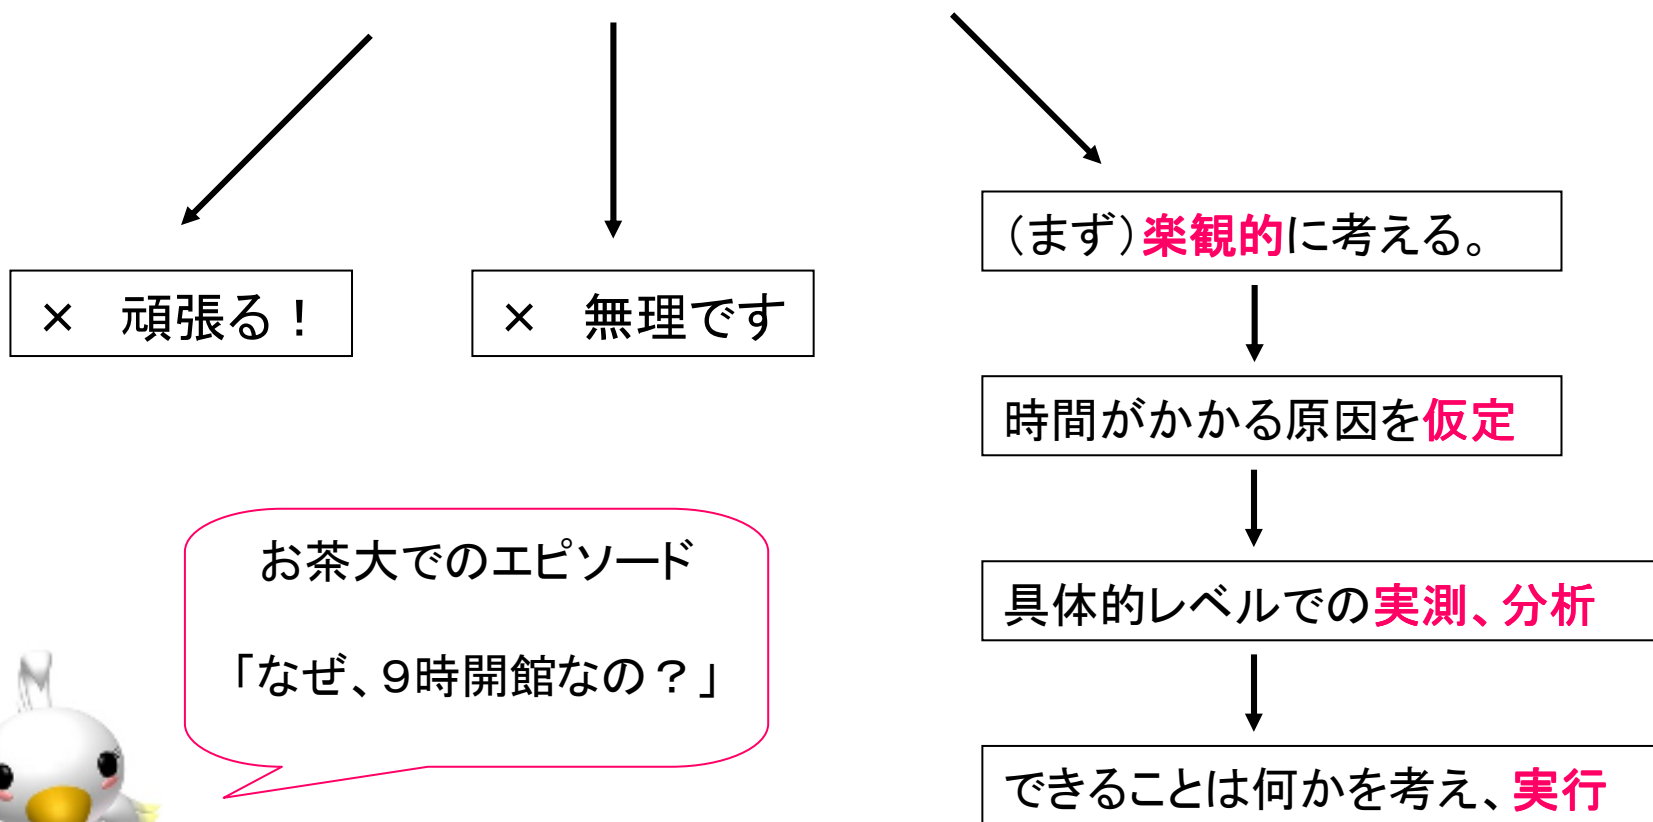 × 頑張る！
× 無理です
（まず）楽観的に考える。
時間がかかる原因を仮定
具体的レベルでの実測、分析
できることは何かを考え、実行
お茶大でのエピソード
「なぜ、９時開館なの？」